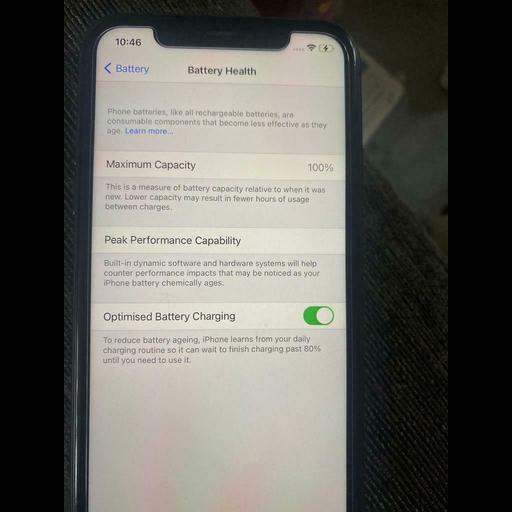 10:46
Battery
Battery Health
Phone batteries, like all rechargeable batteries, are
consumable components that become less effective as they
age. Learn more...
Maximum Capacity
100%
This is a measure of battery capacity relative to when it was
new. Lower capacity may result in fewer hours of usage
between charges.
Peak Performance Capability
Built-in dynamic software and hardware systems will help
counter performance impacts that may be noticed as your
iPhone battery chemically ages.
Optimised Battery Charging
To reduce battery ageing, iPhone learns from your daily
charging routine so it can wait to finish charging past 80%
until you need to use it.